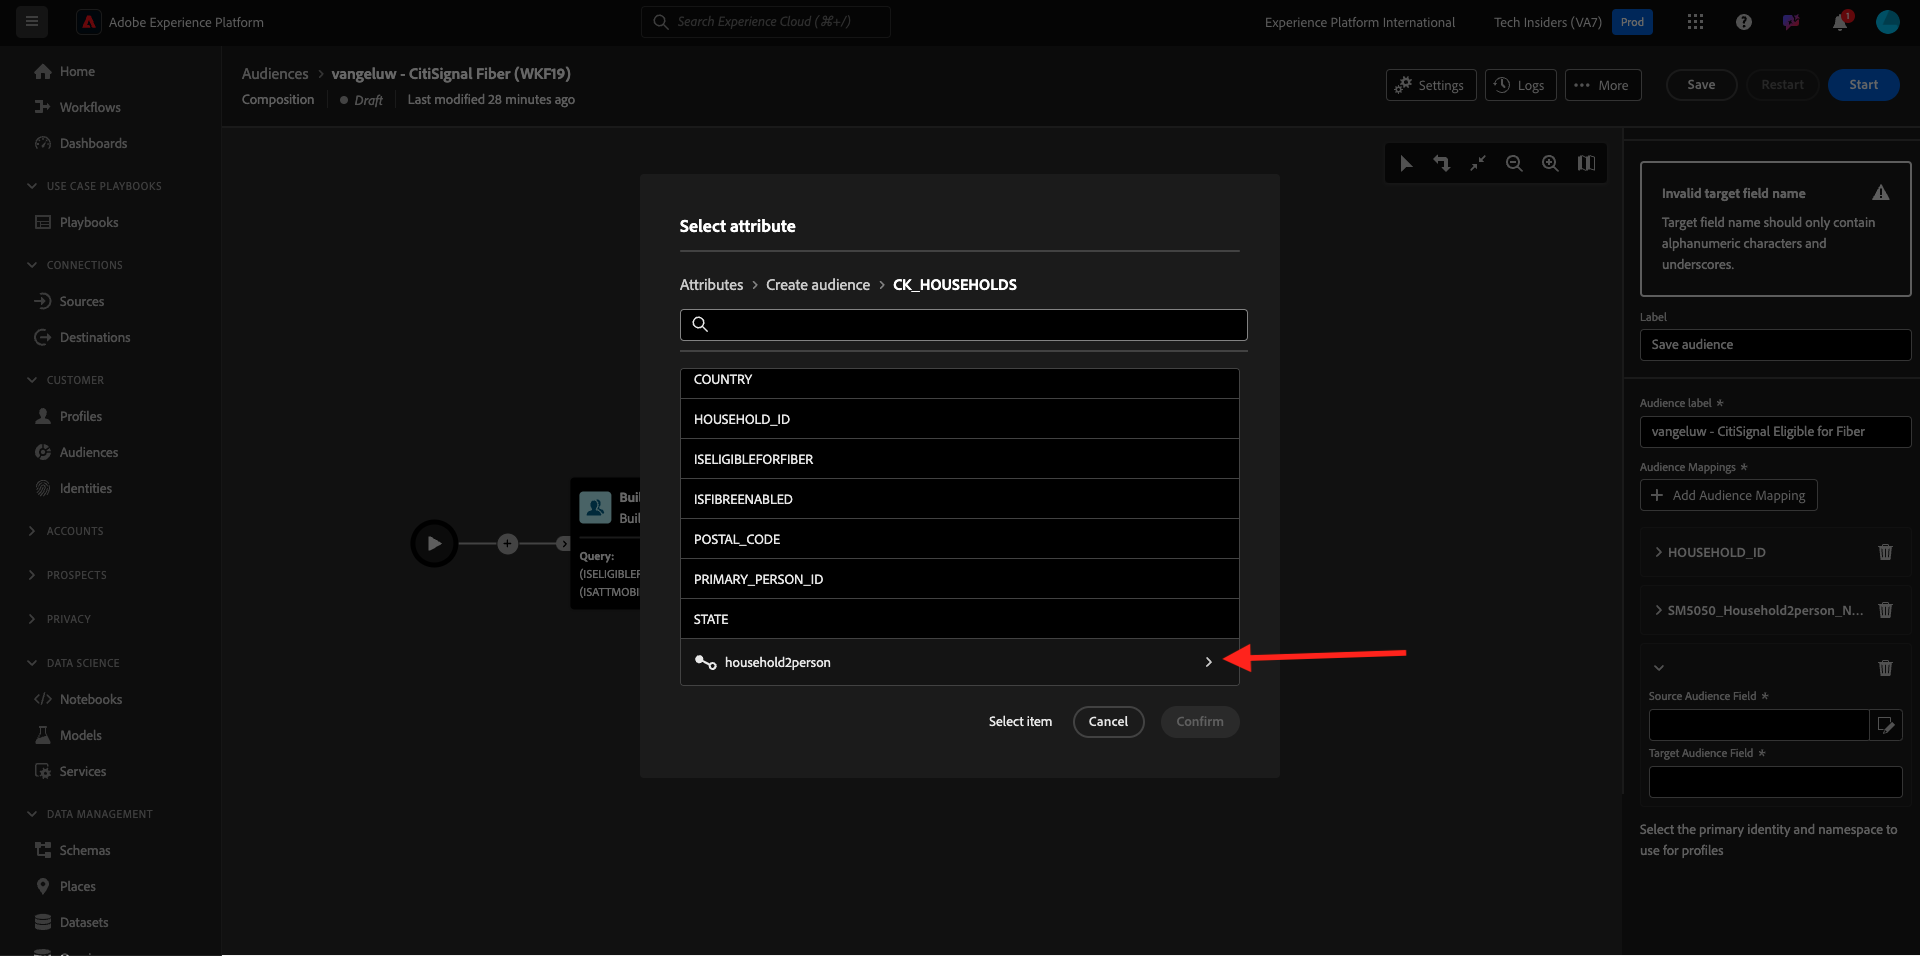 Adobe Experience Platform
Search Experience Cloud (⌘+/)
Experience Platform International
Tech Insiders (VA7)
Prod
1
Home
Workflows
Dashboards
USE CASE PLAYBOOKS
Playbooks
CONNECTIONS
Sources
Destinations
CUSTOMER
Profiles
Audiences
Identities
ACCOUNTS
PROSPECTS
PRIVACY
DATA SCIENCE
Notebooks
Models
Services
DATA MANAGEMENT
Schemas
Places
Datasets
Audiences > vangeluw - CitiSignal Fiber (WKF19)
Composition
Draft
Last modified 28 minutes ago
Settings
Logs
More
Save
Restart
Start
Buil
Buil
Query:
(ISELIGIBLEF
(ISATTMOBI
Select attribute
Attributes > Create audience > CK_HOUSEHOLDS
COUNTRY
HOUSEHOLD_ID
ISELIGIBLEFORFIBER
ISFIBREENABLED
POSTAL_CODE
PRIMARY_PERSON_ID
STATE
household2person
Select item
Cancel
Confirm
Invalid target field name
Target field name should only contain
alphanumeric characters and
underscores.
Label
Save audience
Audience label *
vangeluw - CitiSignal Eligible for Fiber
Audience Mappings *
Add Audience Mapping
HOUSEHOLD_ID
SM5050_Household2person_N...
Source Audience Field *
Target Audience Field *
Select the primary identity and namespace to
use for profiles